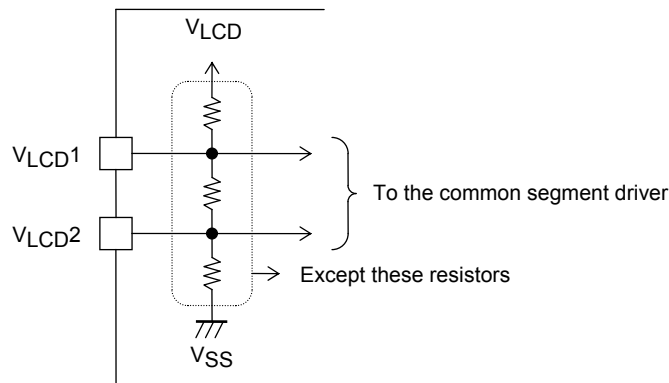 VLCD
VLCD1
To the common segment driver
VLCD2
Except these resistors
VSS